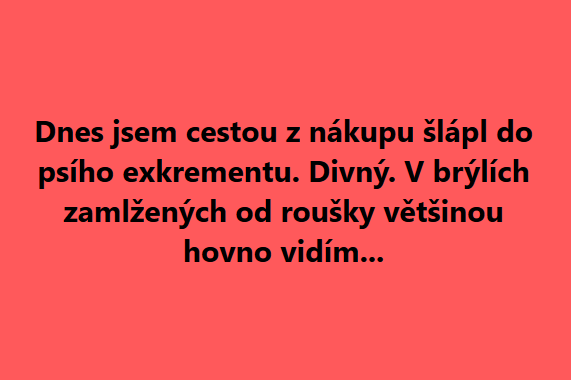 Dnes jsem cestou z nákupu šlápl do
psího exkrementu. Divný. V brýlích
zamlžených od roušky většinou
hovno vidím...